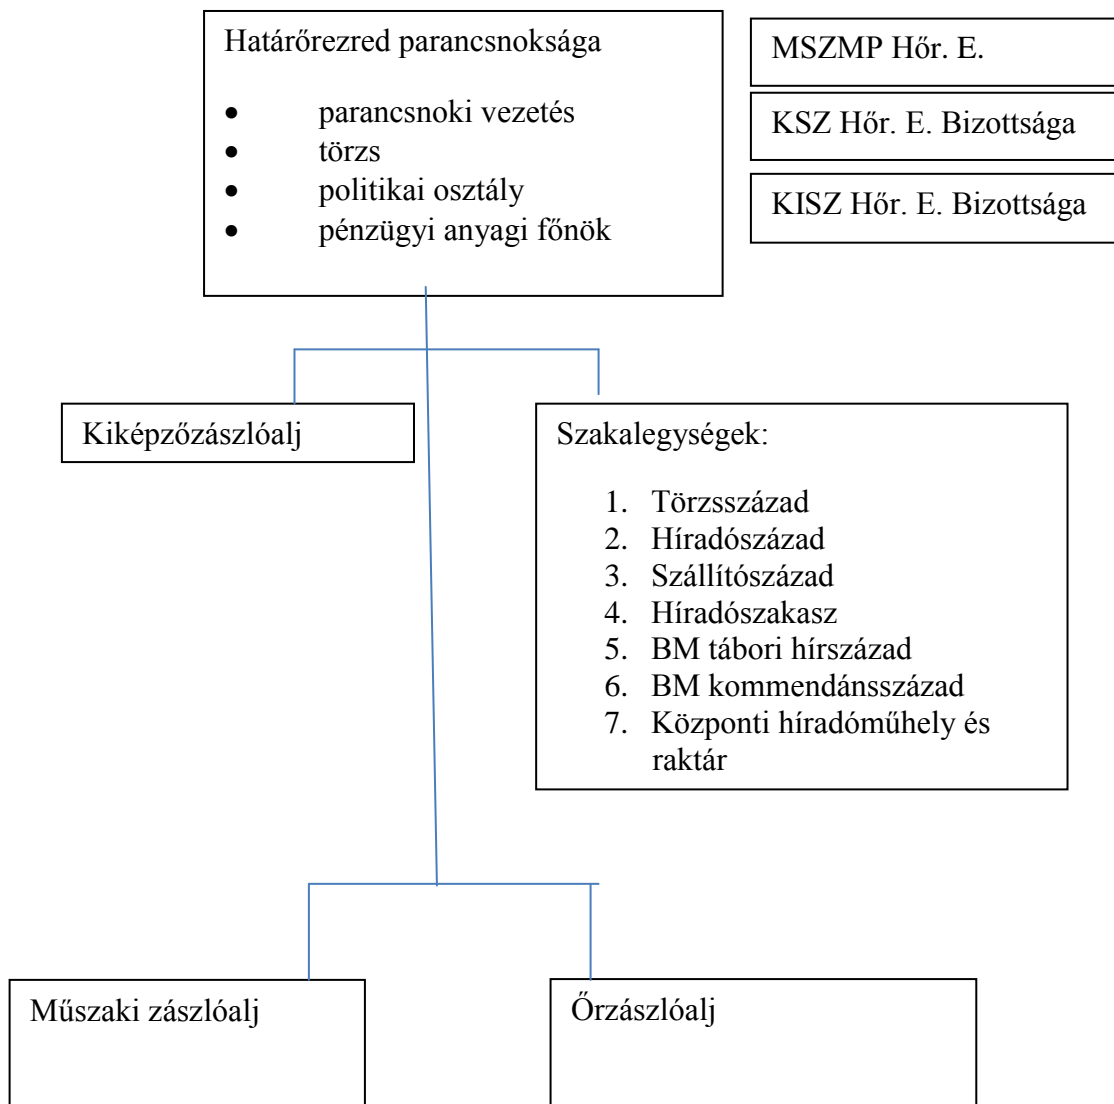 Határőrezred parancsnoksága
• parancsnoki vezetés
• törzs
• politikai osztály
• pénzügyi anyagi főnök
MSZMP Hőr. E.
KSZ Hőr. E. Bizottsága
KISZ Hőr. E. Bizottsága
Kiképzőzászlóalj
Szakalegységek:
1. Törzsszázad
2. Híradószázad
3. Szállítószázad
4. Híradószakasz
5. BM tábori hírszázad
6. BM kommendánsszázad
7. Központi híradóműhely és
raktár
Műszaki zászlóalj
Őrzászlóalj